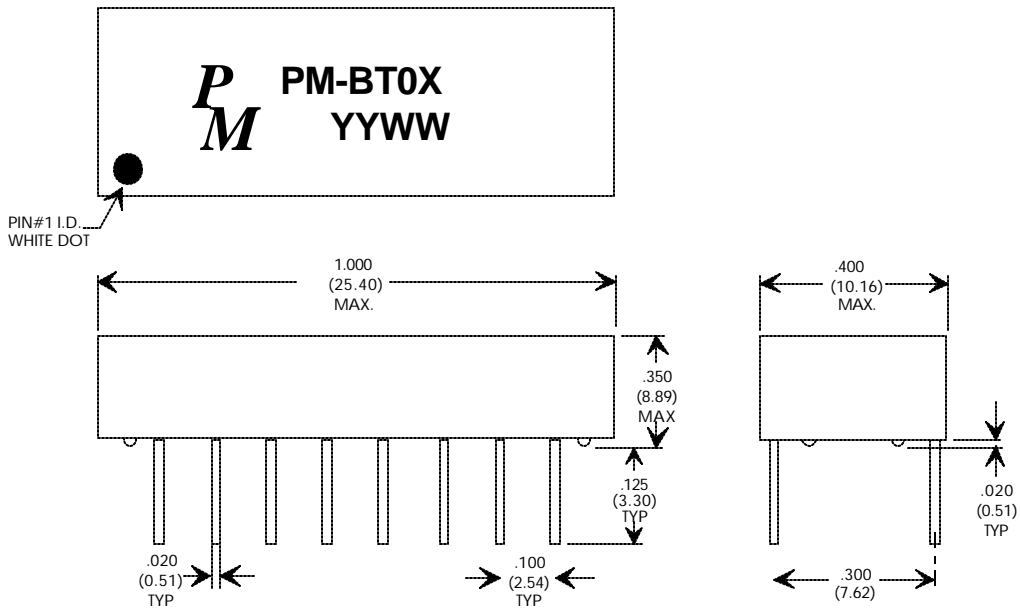 P
M
PM-BT0X
YYWW
PIN#1 I.D.
WHITE DOT
1.000
(25.40)
MAX.
.400
(10.16)
MAX.
.350
(8.89)
MAX
.125
(3.30)
TYP
.020
(0.51)
TYP
.020
(0.51)
TYP
.100
(2.54)
TYP
.300
(7.62)